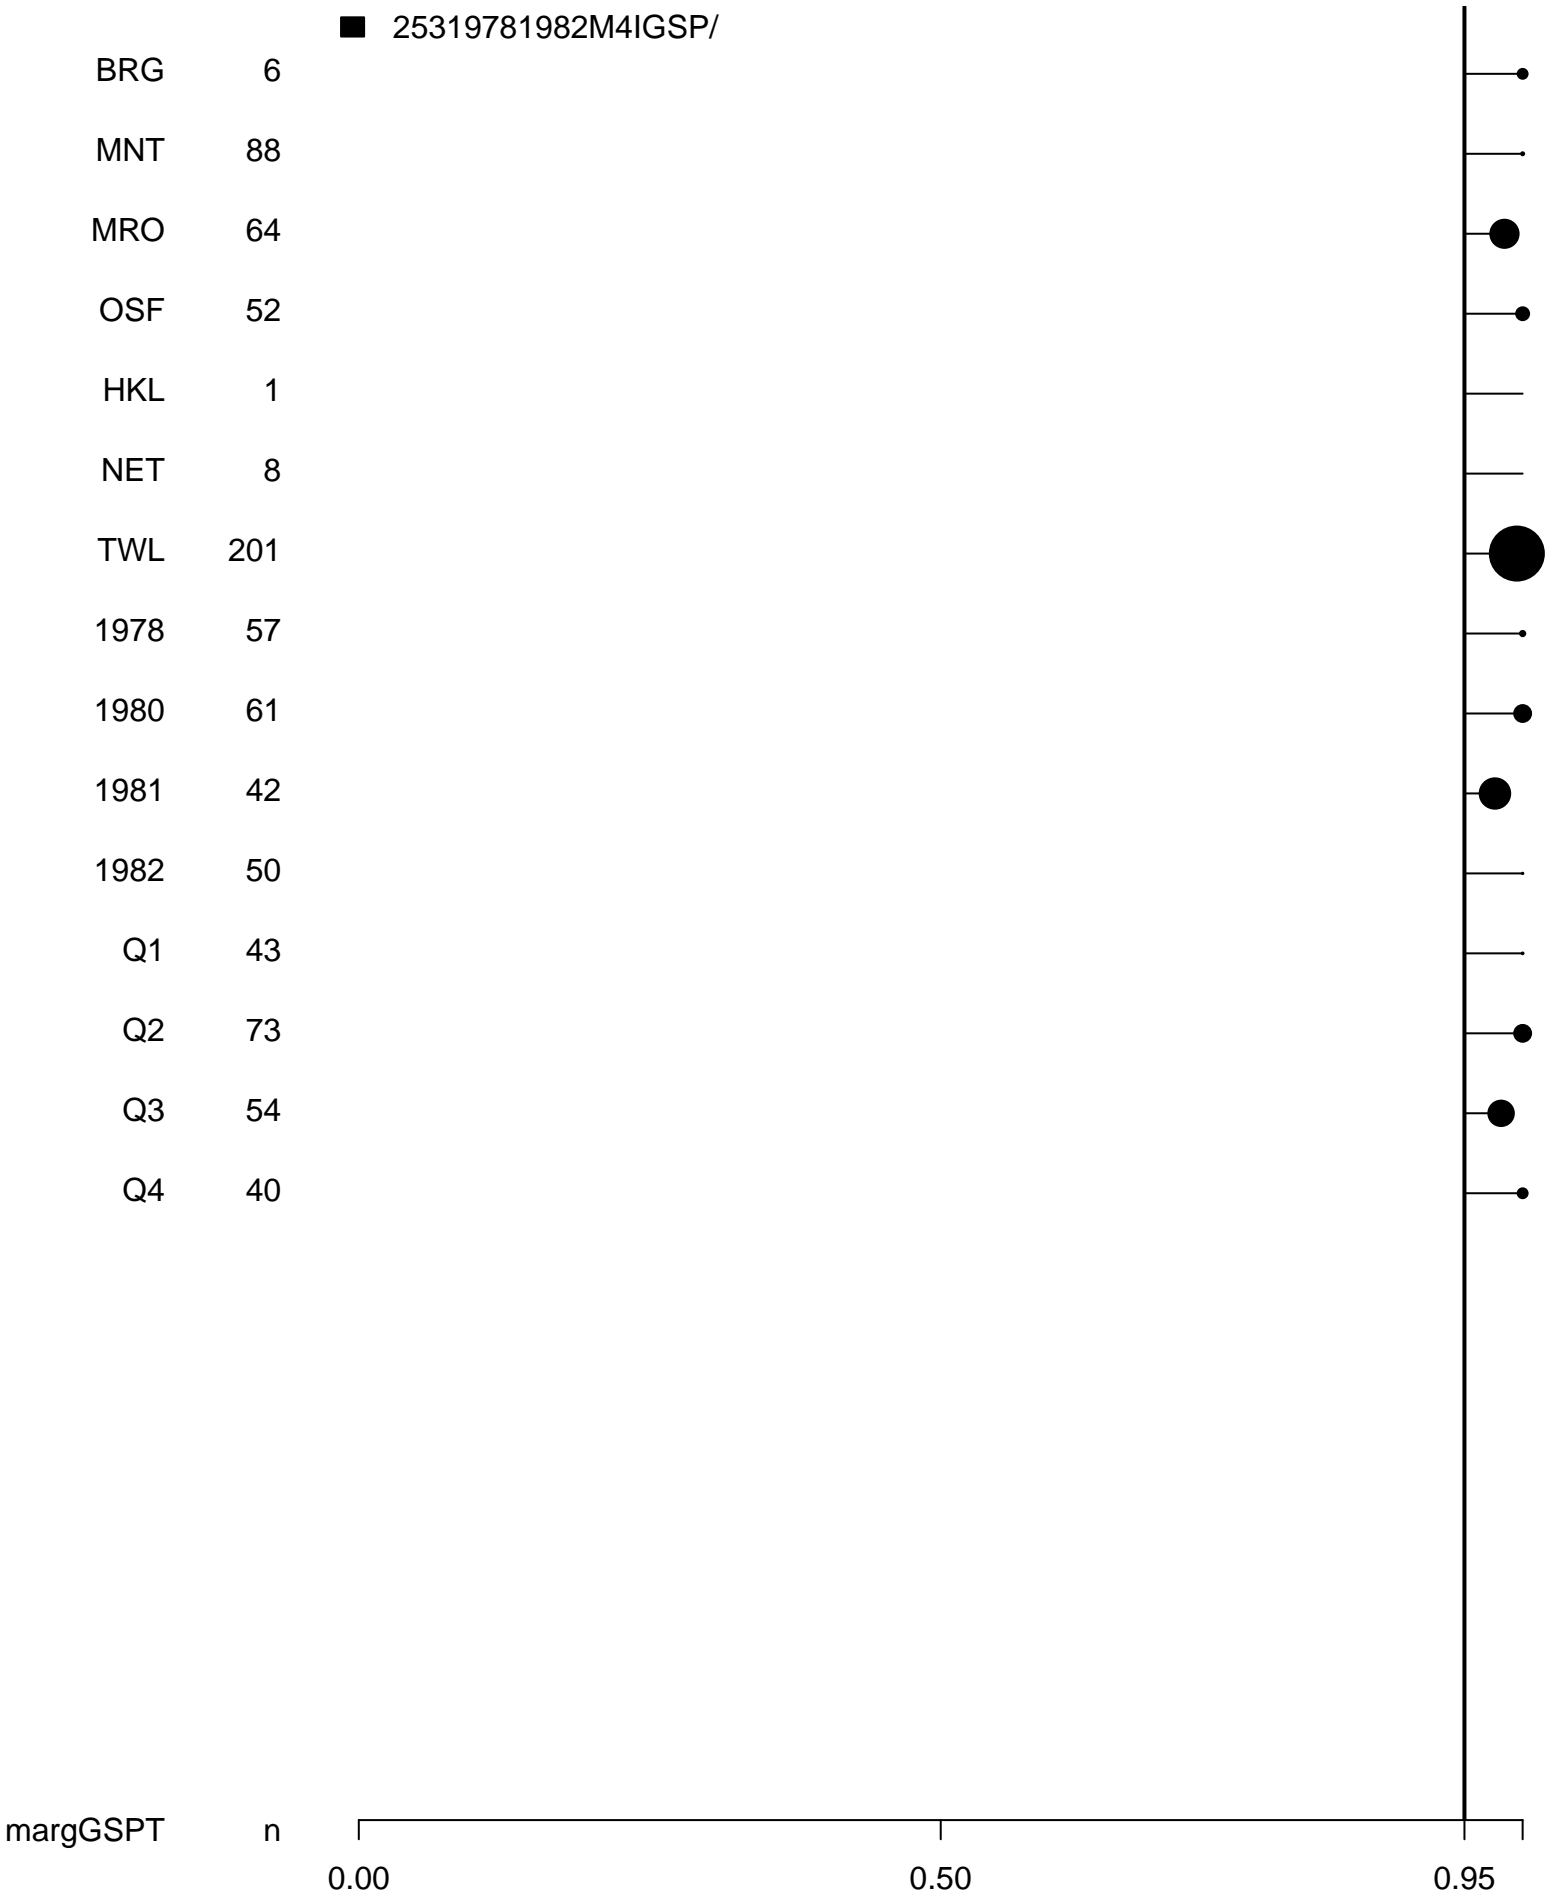 25319781982M4IGSP/
BRG 6
MNT 88
MRO 64
OSF 52
HKL 1
NET 8
TWL 201
1978 57
1980 61
1981 42
1982 50
Q1 43
Q2 73
Q3 54
Q4 40
margGSPT n
0.00 0.50 0.95